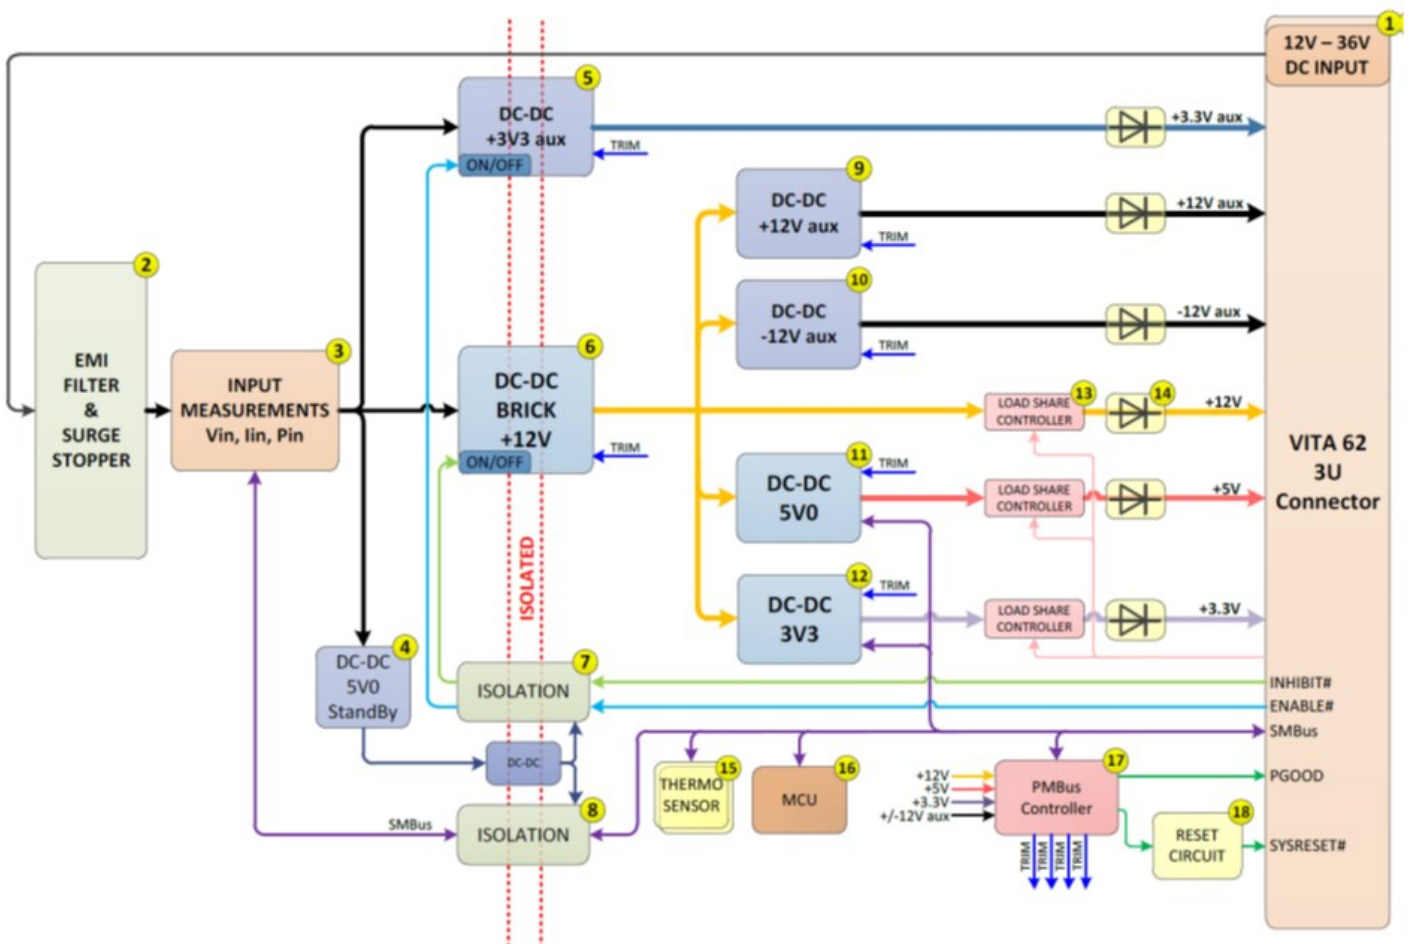 1
12V – 36V
DC INPUT
5
DC-DC
+3V3 aux
ON/OFF
TRIM
+3.3V aux
9
DC-DC
+12V aux
TRIM
+12V aux
2
EMI
FILTER
&
SURGE
STOPPER
3
INPUT
MEASUREMENTS
Vin, Iin, Pin
6
DC-DC
BRICK
+12V
ON/OFF
TRIM
10
DC-DC
-12V aux
TRIM
-12V aux
13
LOAD SHARE
CONTROLLER
14
+12V
VITA 62
3U
Connector
11
DC-DC
5V0
TRIM
LOAD SHARE
CONTROLLER
+5V
ISOLATED
12
DC-DC
3V3
TRIM
LOAD SHARE
CONTROLLER
+3.3V
4
DC-DC
5V0
StandBy
7
ISOLATION
INHIBIT#
ENABLE#
SMBus
DC-DC
8
ISOLATION
SMBus
15
THERMO
SENSOR
16
MCU
+12V
+5V
+3.3V
+/-12V aux
17
PMBus
Controller
TRIM
TRIM
TRIM
TRIM
PGOOD
18
RESET
CIRCUIT
SYSRESET#